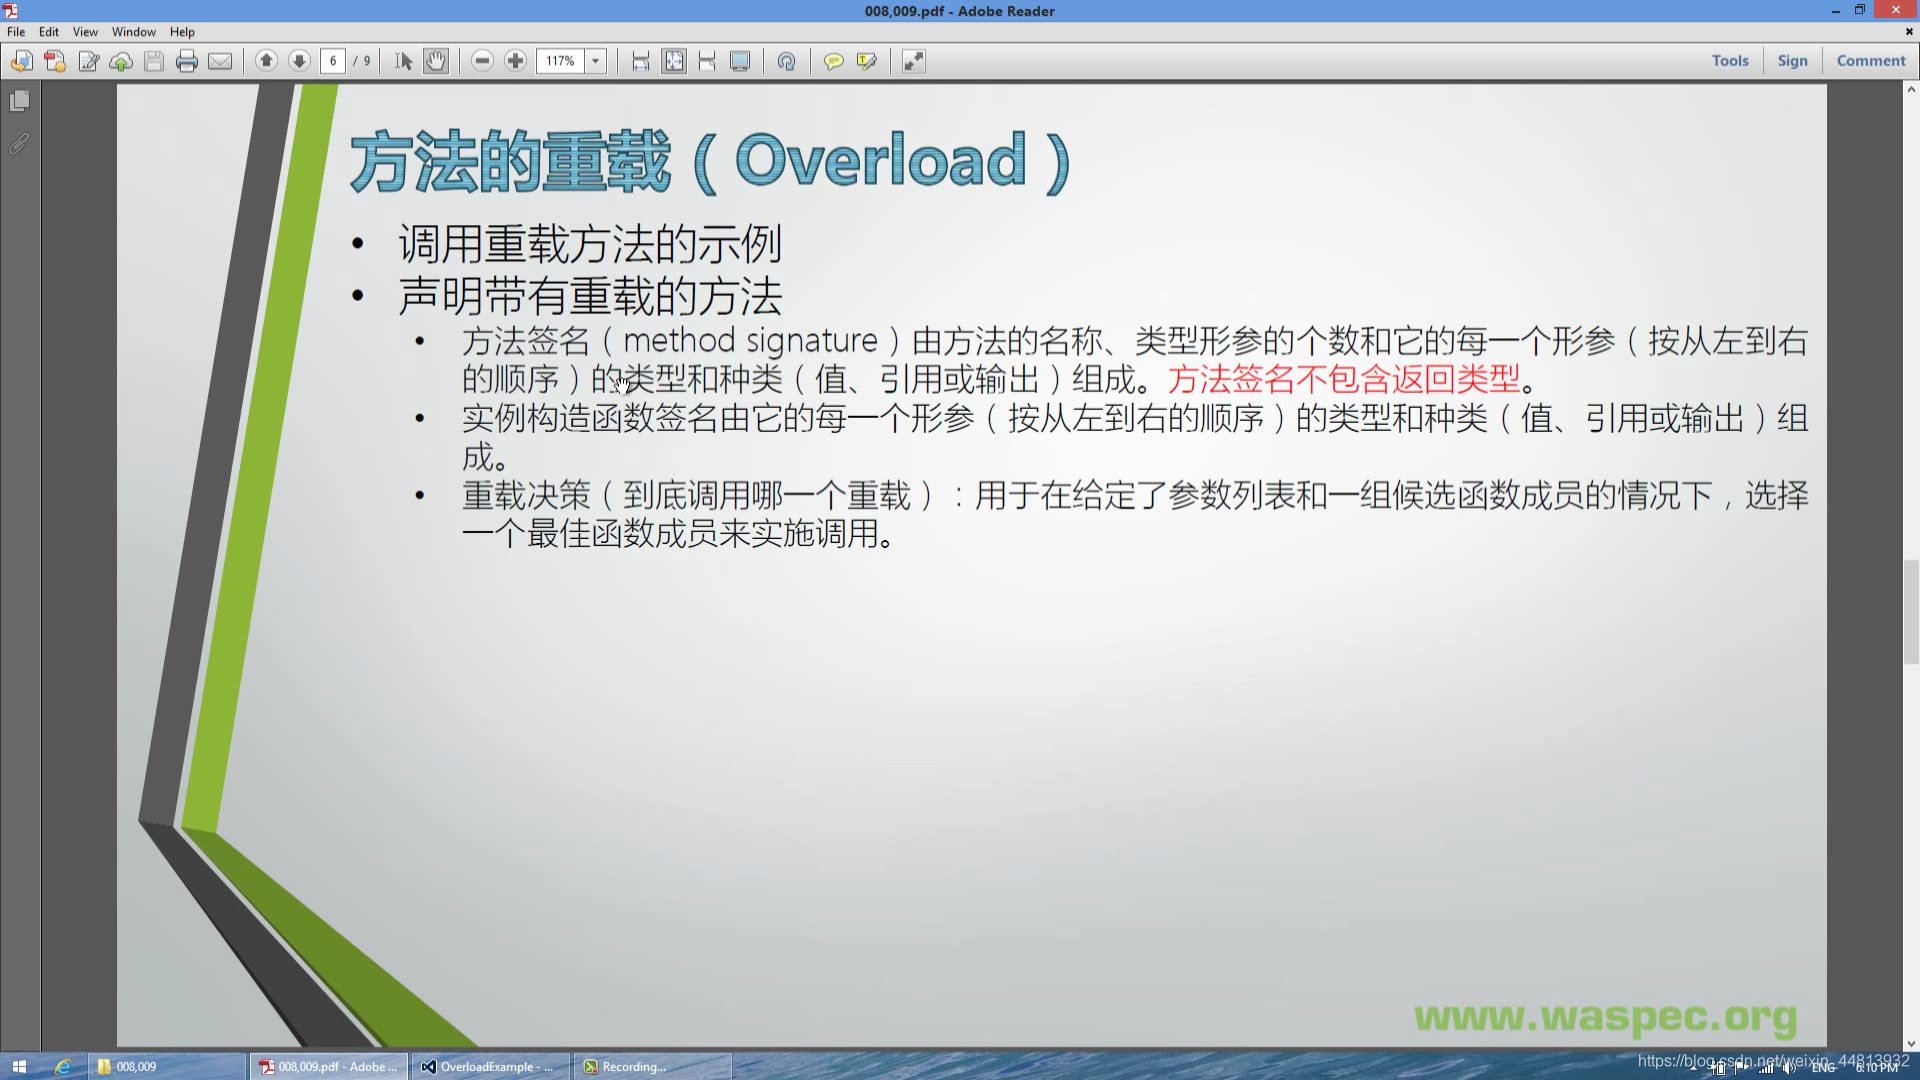 008,009.pdf - Adobe Reader
File Edit View Window Help
6 / 9 117% Tools Sign Comment
方法的重载（Overload）
• 调用重载方法的示例
• 声明带有重载的方法
• 方法签名（method signature）由方法的名称、类型形参的个数和它的每一个形参（按从左到右
的顺序）的类型和种类（值、引用或输出）组成。方法签名不包含返回类型。
• 实例构造函数签名由它的每一个形参（按从左到右的顺序）的类型和种类（值、引用或输出）组
成。
• 重载决策（到底调用哪一个重载）：用于在给定了参数列表和一组候选函数成员的情况下，选择
一个最佳函数成员来实施调用。
www.waspec.org
008,009 008,009.pdf - Adobe ... OverloadExample - ... Recording... ENG 6:10 PM
https://blog.csdn.net/weixin_44813932